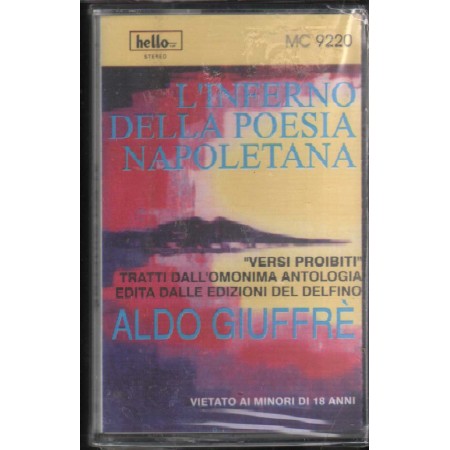 hello
STEREO
MC 9220
L'INFERNO
DELLA POESIA
NAPOLETANA
"VERSI PROIBITI"
TRATTI DALL'OMONIMA ANTOLOGIA
EDITA DALLE EDIZIONI DEL DELFINO
ALDO GIUFFRÈ
VIETATO AI MINORI DI 18 ANNI